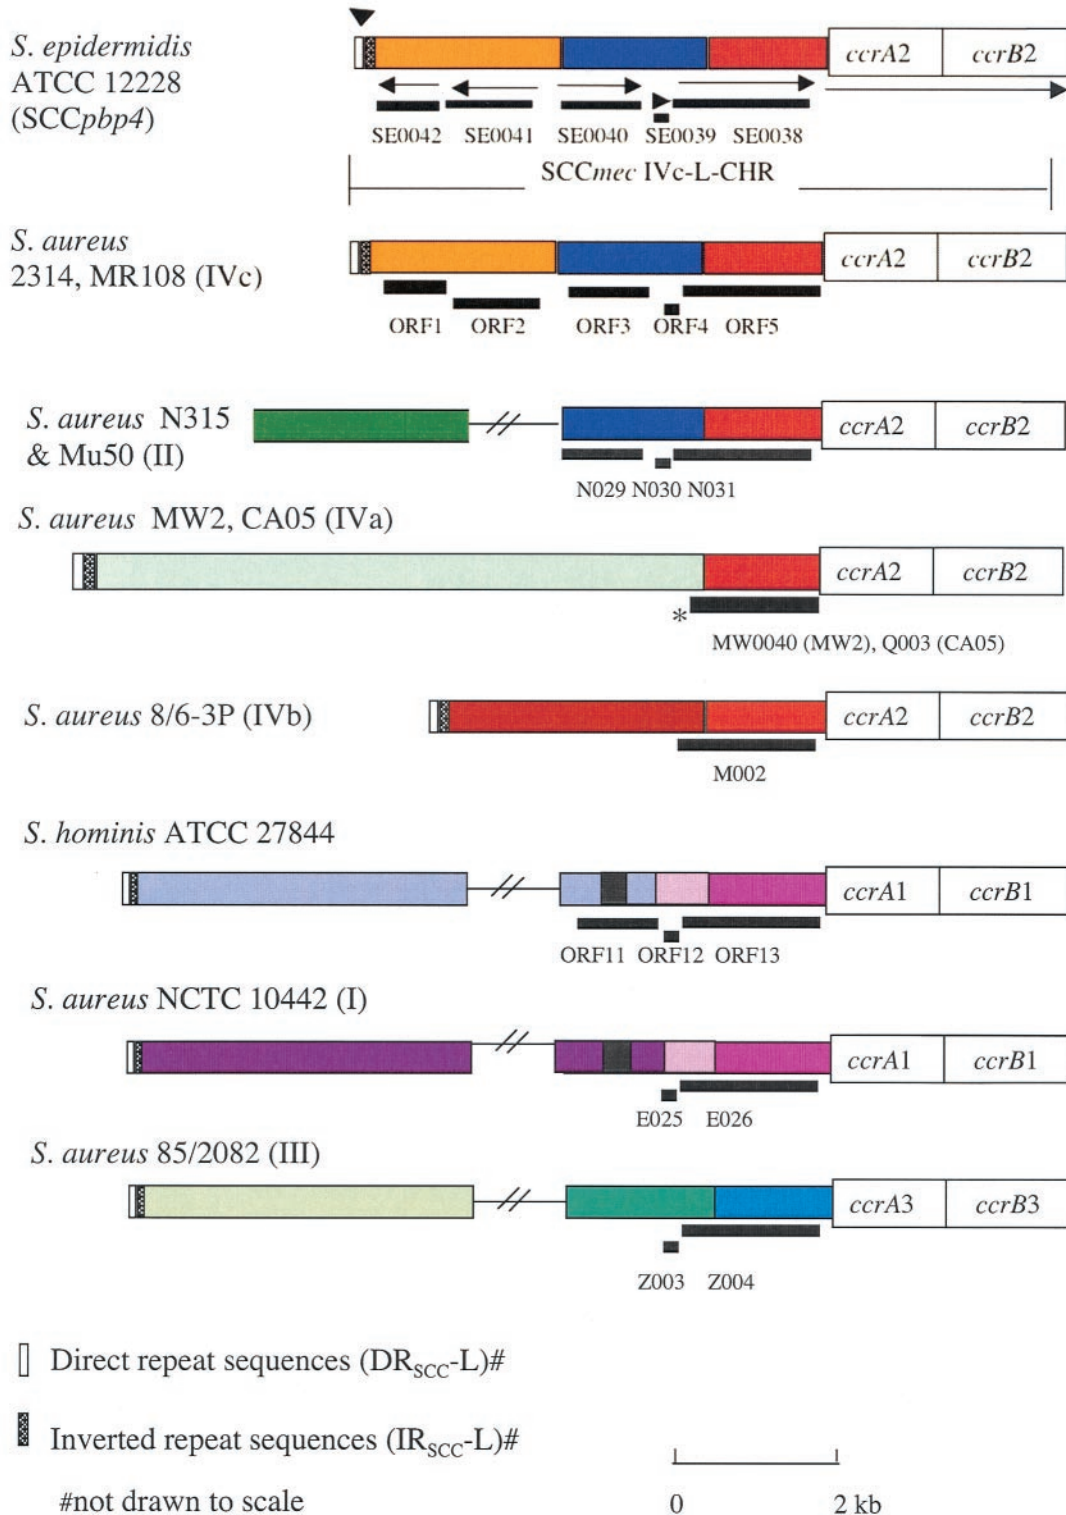 S. epidermidis
ATCC 12228
(SCCpbp4)
ccrA2 ccrB2
SE0042 SE0041 SE0040 SE0039 SE0038
SCCmec IVc-L-CHR
S. aureus
2314, MR108 (IVc)
ccrA2 ccrB2
ORF1 ORF2 ORF3 ORF4 ORF5
S. aureus N315
& Mu50 (II)
ccrA2 ccrB2
N029 N030 N031
S. aureus MW2, CA05 (IVa)
ccrA2 ccrB2
*
MW0040 (MW2), Q003 (CA05)
S. aureus 8/6-3P (IVb)
ccrA2 ccrB2
M002
S. hominis ATCC 27844
ccrA1 ccrB1
ORF11 ORF12 ORF13
S. aureus NCTC 10442 (I)
ccrA1 ccrB1
E025 E026
S. aureus 85/2082 (III)
ccrA3 ccrB3
Z003 Z004
Direct repeat sequences (DRSCC-L)#
Inverted repeat sequences (IRSCC-L)#
#not drawn to scale
0 2 kb